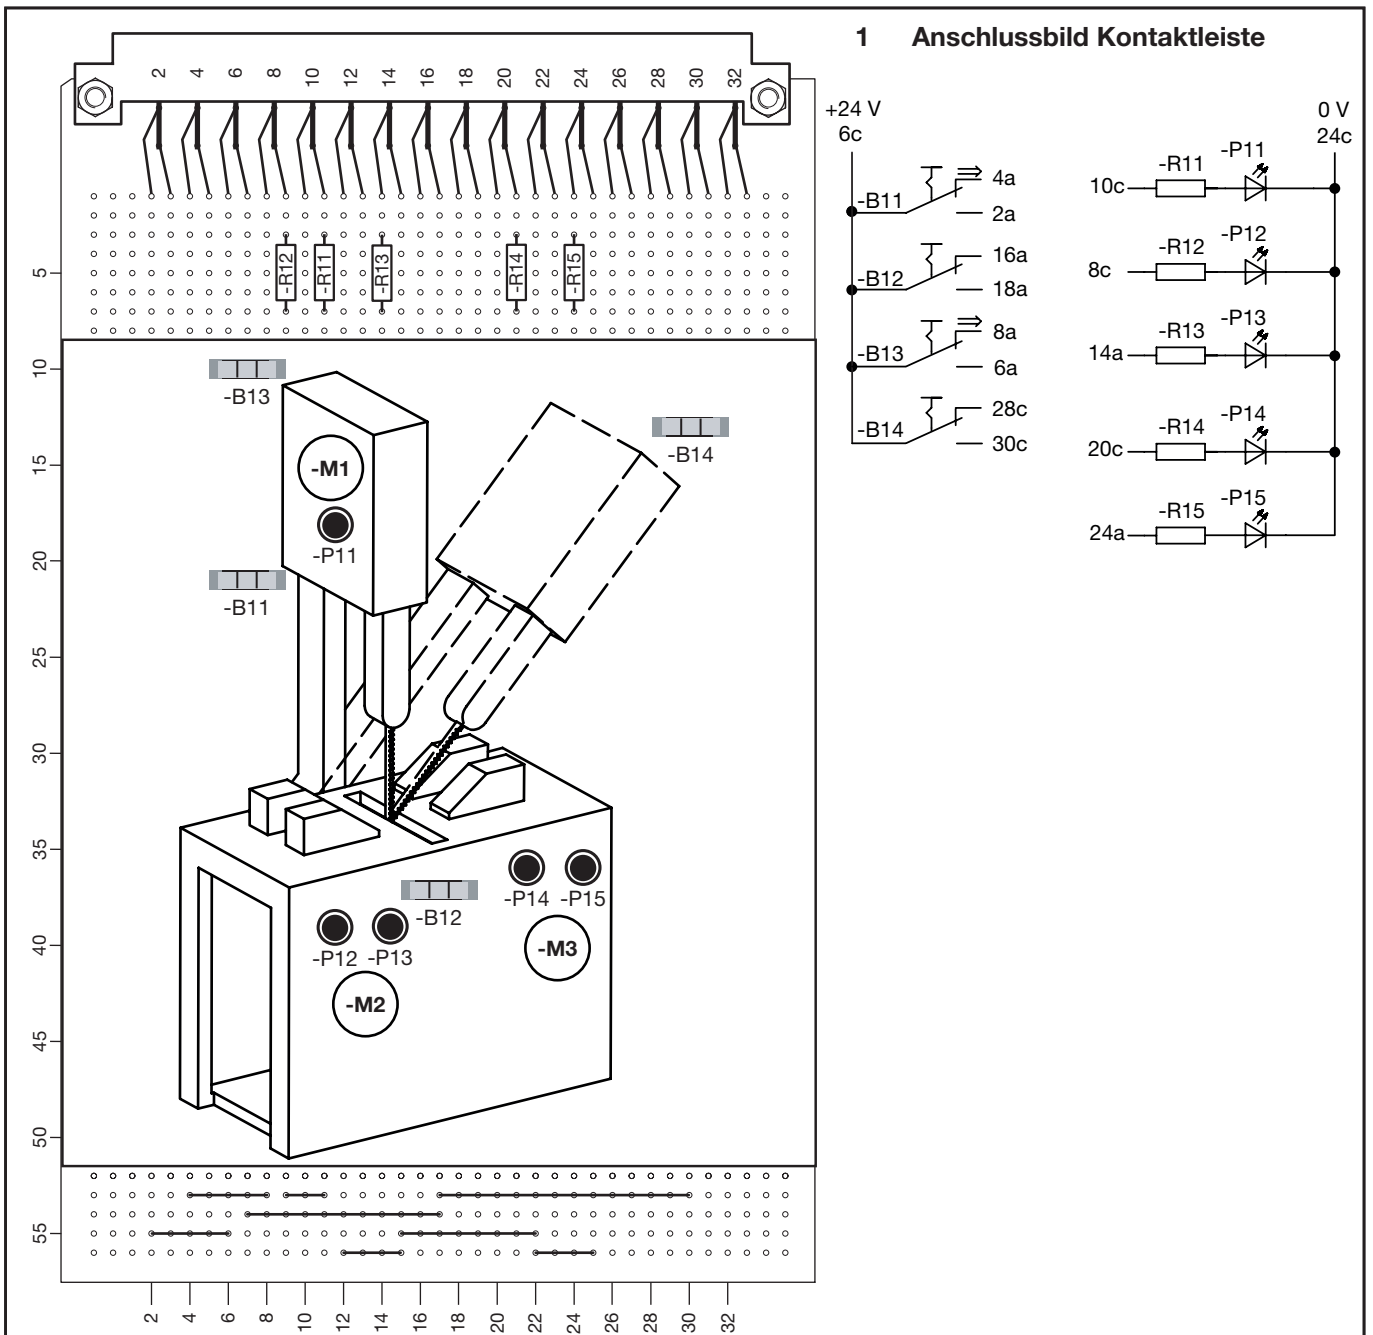 1 Anschlussbild Kontaktleiste
2 4 6 8 10 12 14 16 18 20 22 24 26 28 30 32
-R12 -R11 -R13 -R14 -R15
5
10
15
20
25
30
35
40
45
50
55
-B13
-B14
-M1
-P11
-B11
-P14 -P15
-B12
-P12 -P13
-M3
-M2
2 4 6 8 10 12 14 16 18 20 22 24 26 28 30 32
+24 V
6c
-B11
4a
2a
-B12
16a
18a
-B13
8a
6a
-B14
28c
30c
0 V
24c
10c -R11 -P11
8c -R12 -P12
14a -R13 -P13
20c -R14 -P14
24a -R15 -P15